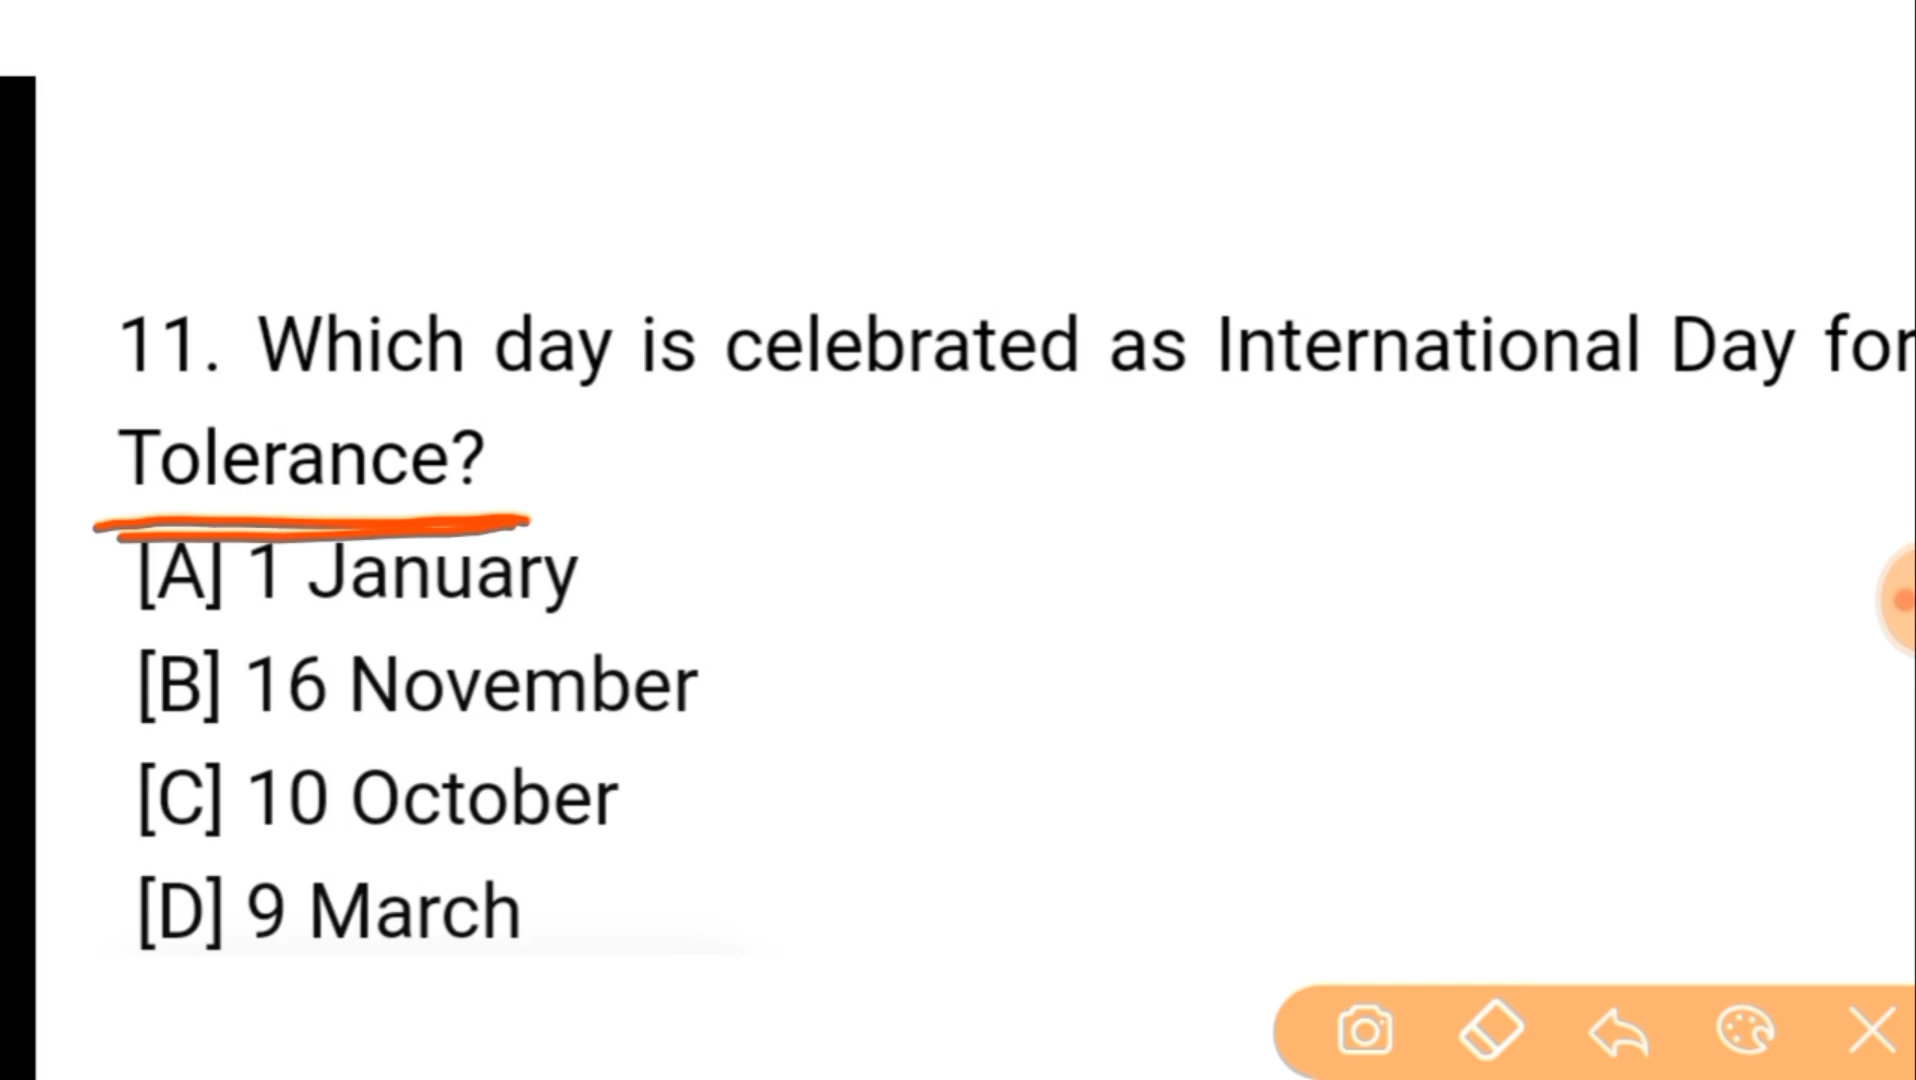 11. Which day is celebrated as International Day for
Tolerance?
[A] 1 January
[B] 16 November
[C] 10 October
[D] 9 March